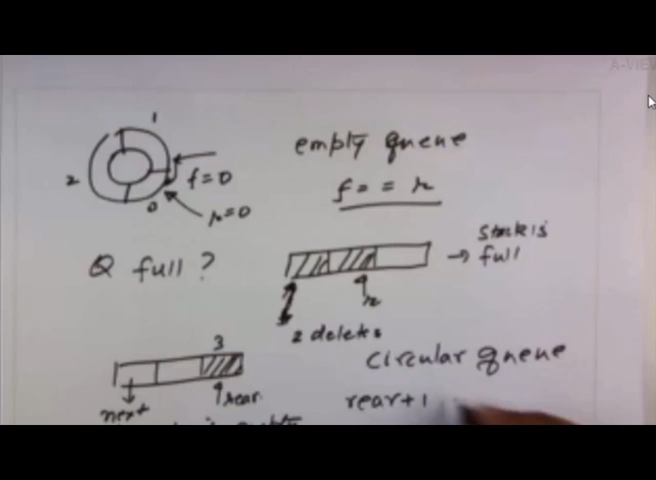 A-VIEW
1
empty queue
2
f=0
f == r
0
r=0
Q full?
stack is
full
r
2 deletes
3
circular queue
rear
next
rear+1